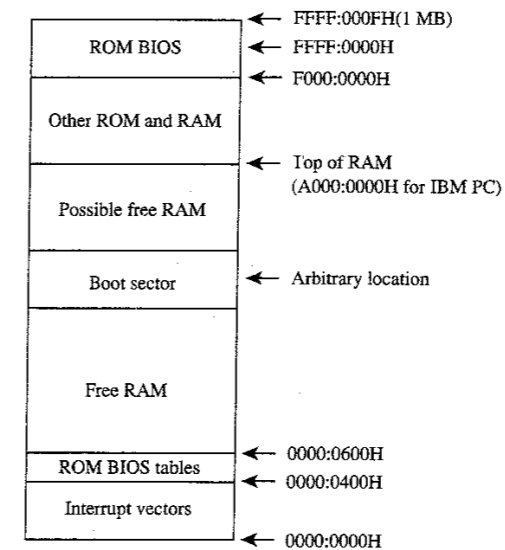 FFFF:000FH(1 MB)
ROM BIOS
FFFF:0000H
F000:0000H
Other ROM and RAM
Top of RAM
(A000:0000H for IBM PC)
Possible free RAM
Boot sector
Arbitrary location
Free RAM
0000:0600H
ROM BIOS tables
0000:0400H
Interrupt vectors
0000:0000H